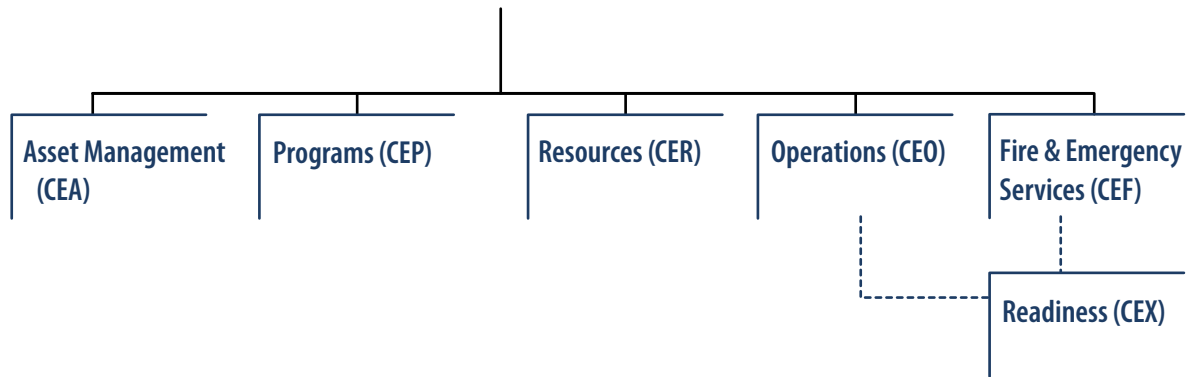 Asset Management
(CEA)
Programs (CEP)
Resources (CER)
Operations (CEO)
Fire & Emergency
Services (CEF)
Readiness (CEX)